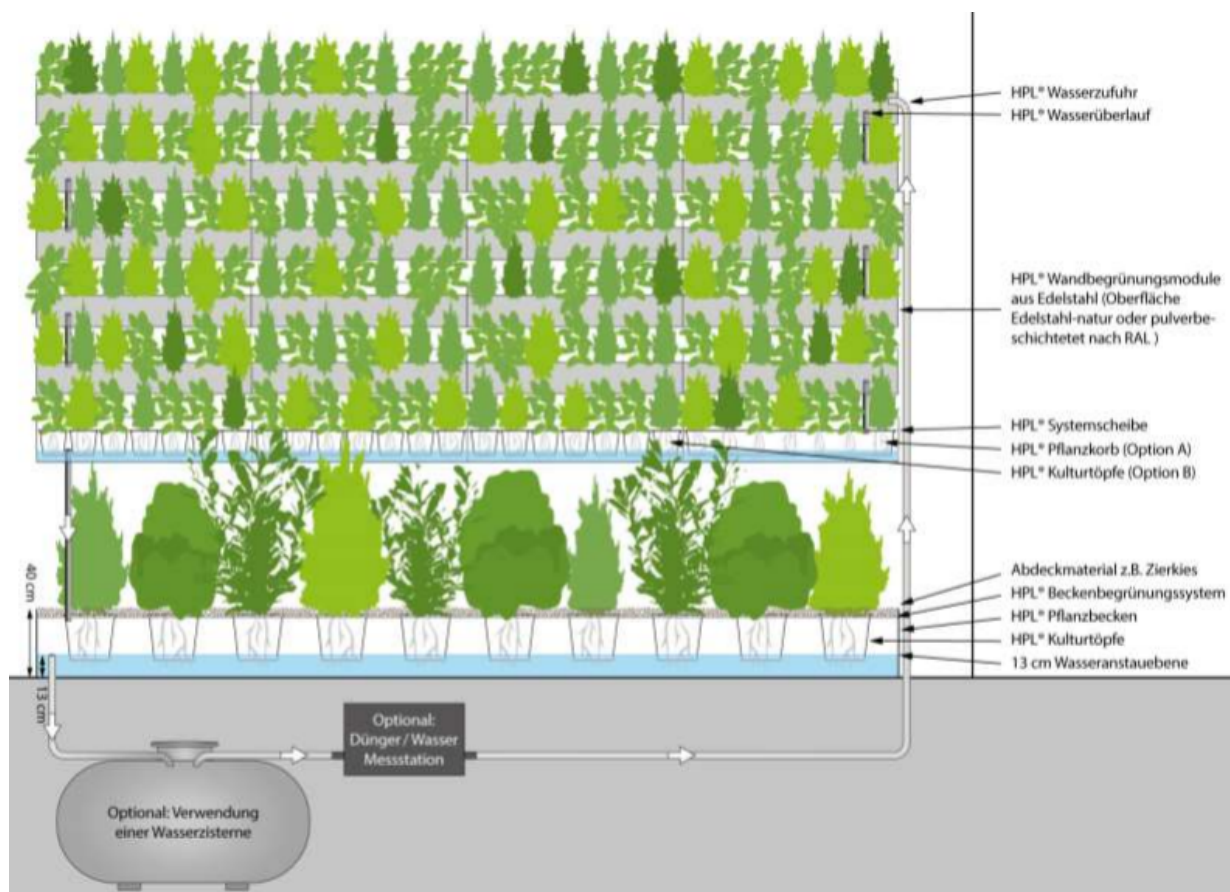 HPL® Wasserzufuhr
HPL® Wasserüberlauf
HPL® Wandbegrünungsmodule
aus Edelstahl (Oberfläche
Edelstahl-natur oder pulverbe-
schichtetet nach RAL )
HPL® Systemscheibe
HPL® Pflanzkorb (Option A)
HPL® Kulturtöpfe (Option B)
40 cm
Abdeckmaterial z.B. Zierkies
HPL® Beckenbegrünungssystem
HPL® Pflanzbecken
HPL® Kulturtöpfe
13 cm Wasseranstauebene
13 cm
Optional:
Dünger / Wasser
Messstation
Optional: Verwendung
einer Wasserzisterne